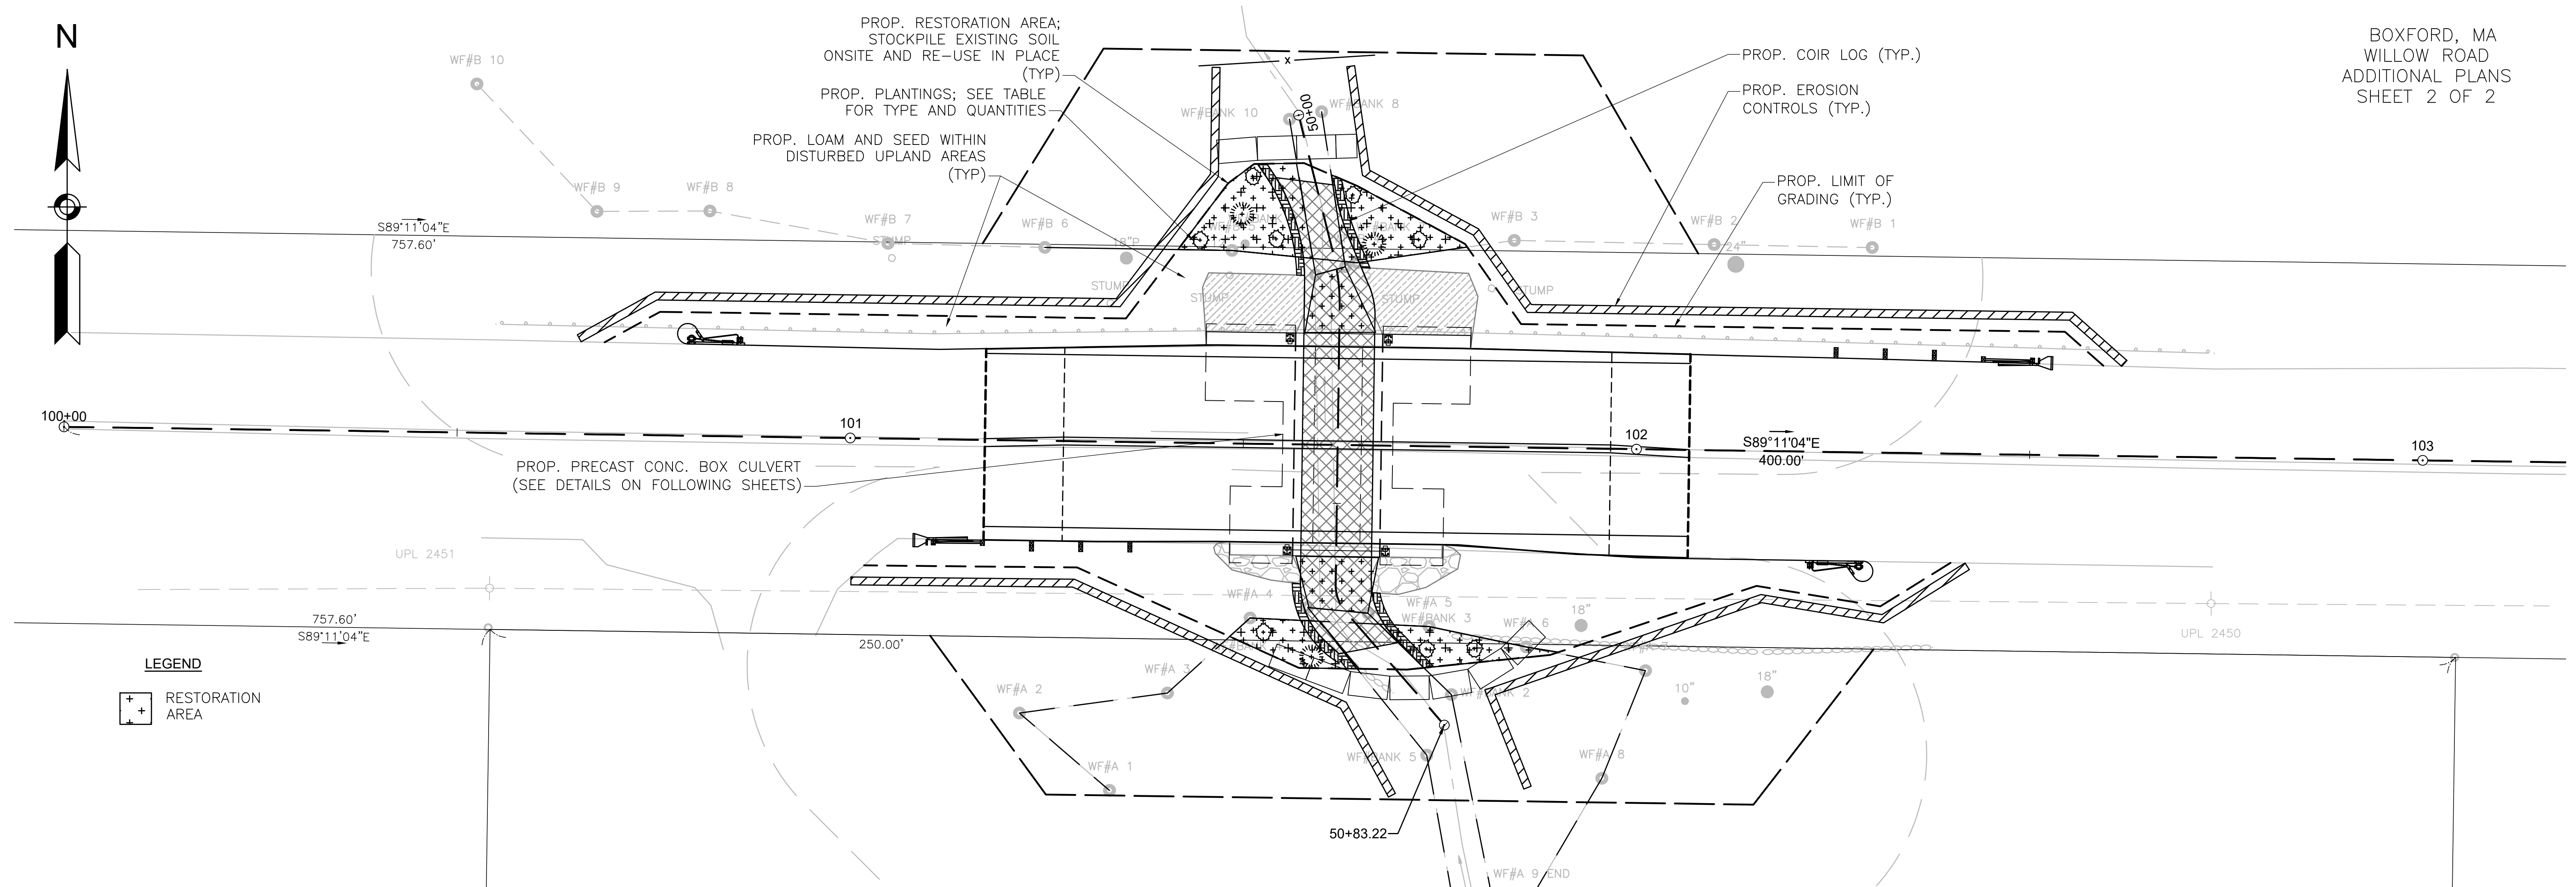 N
BOXFORD, MA
WILLOW ROAD
ADDITIONAL PLANS
SHEET 2 OF 2
PROP. RESTORATION AREA;
STOCKPILE EXISTING SOIL
ONSITE AND RE-USE IN PLACE
(TYP)
PROP. PLANTINGS; SEE TABLE
FOR TYPE AND QUANTITIES
PROP. LOAM AND SEED WITHIN
DISTURBED UPLAND AREAS
(TYP)
PROP. COIR LOG (TYP.)
PROP. EROSION
CONTROLS (TYP.)
PROP. LIMIT OF
GRADING (TYP.)
X
WF#B 10
WF#B 9
WF#B 8
WF#B 7
STUMP
WF#B 6
18"P
WF#BANK 10
50+00
WF#BANK 8
WF#B 3
WF#B 2
24"
WF#B 1
S89°11'04"E
757.60'
STUMP
STUMP
STUMP
STUMP
100+00
101
102
S89°11'04"E
400.00'
103
PROP. PRECAST CONC. BOX CULVERT
(SEE DETAILS ON FOLLOWING SHEETS)
UPL 2451
757.60'
S89°11'04"E
250.00'
WF#A 4
WF#A 5
WF#BANK 3
18"
WF#A 6
UPL 2450
WF#A 3
WF#A 2
WF#A 1
WF#BANK 2
10"
18"
WF#BANK 5
WF#A 8
50+83.22
WF#A 9 END
LEGEND
RESTORATION
AREA